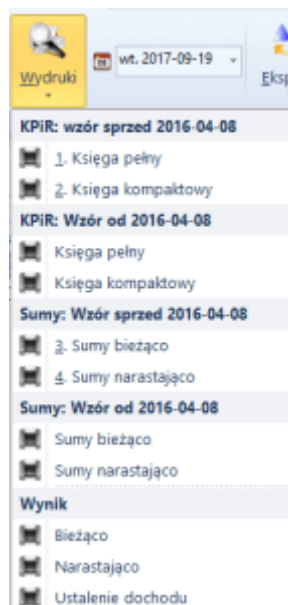 Wydruki
wt. 2017-09-19
Eksp
KPiR: wzór sprzed 2016-04-08
1. Księga pełny
2. Księga kompaktowy
KPiR: Wzór od 2016-04-08
Księga pełny
Księga kompaktowy
Sumy: Wzór sprzed 2016-04-08
3. Sumy bieżąco
4. Sumy narastająco
Sumy: Wzór od 2016-04-08
Sumy bieżąco
Sumy narastająco
Wynik
Bieżąco
Narastająco
Ustalenie dochodu